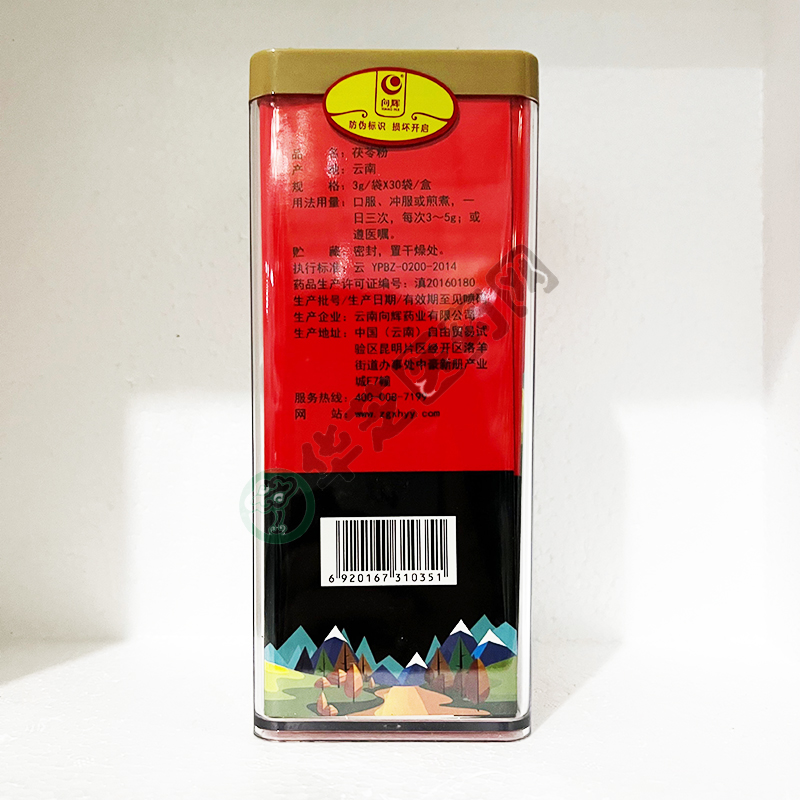 向辉
防伪标识 损坏开启
品 名：茯苓粉
产 地：云南
规 格：3g/袋X30袋/盒
用法用量：口服、冲服或煎煮，一
日三次，每次3～5g；或
遵医嘱。
贮 藏：密封，置干燥处。
执行标准：云 YPBZ-0200-2014
药品生产许可证编号：滇20160180
生产批号/生产日期/有效期至见喷码
生产企业：云南向辉药业有限公司
生产地址：中国（云南）自由贸易试
验区昆明片区经开区洛羊
街道办事处中豪新册产业
城F7幢
服务热线：400-008-7199
网 站：www.zgxhyy.com
华芝医药网
6 920167 310351